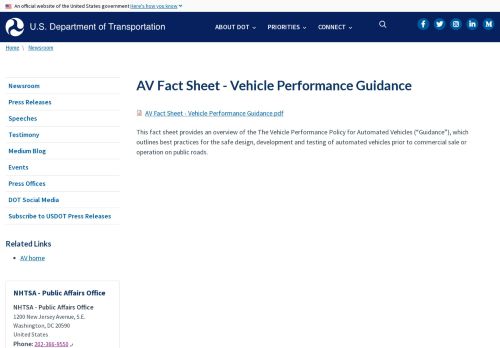 An official website of the United States government Here's how you know
U.S. Department of Transportation
ABOUT DOT
PRIORITIES
CONNECT
Home \ Newsroom
Newsroom
Press Releases
Speeches
Testimony
Medium Blog
Events
Press Offices
DOT Social Media
Subscribe to USDOT Press Releases
Related Links
AV home
NHTSA - Public Affairs Office
NHTSA - Public Affairs Office
1200 New Jersey Avenue, S.E.
Washington, DC 20590
United States
Phone: 202-366-9550
AV Fact Sheet - Vehicle Performance Guidance
AV Fact Sheet - Vehicle Performance Guidance.pdf
This fact sheet provides an overview of the The Vehicle Performance Policy for Automated Vehicles ("Guidance"), which
outlines best practices for the safe design, development and testing of automated vehicles prior to commercial sale or
operation on public roads.